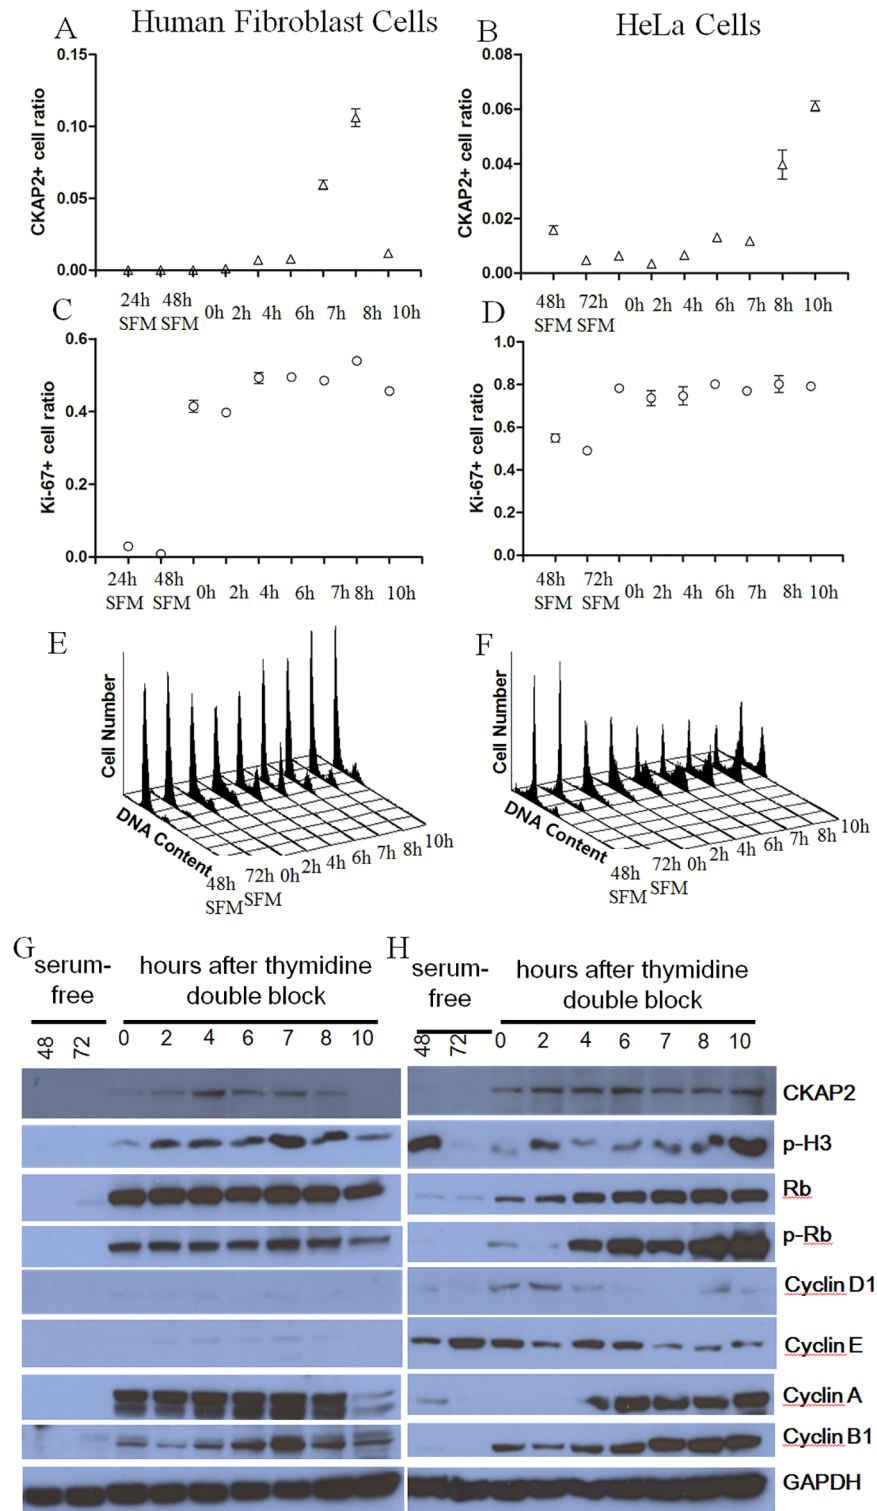 Human Fibroblast Cells
HeLa Cells
A
CKAP2+ cell ratio
0.15
0.10
0.05
0.00
24h
SFM
48h
SFM
0h 2h 4h 6h 7h 8h 10h
B
CKAP2+ cell ratio
0.08
0.06
0.04
0.02
0.00
48h
SFM
72h
SFM
0h 2h 4h 6h 7h 8h 10h
C
Ki-67+ cell ratio
0.6
0.4
0.2
0.0
24h
SFM
48h
SFM
0h 2h 4h 6h 7h 8h 10h
D
Ki-67+ cell ratio
1.0
0.8
0.6
0.4
0.2
0.0
48h
SFM
72h
SFM
0h 2h 4h 6h 7h 8h 10h
E
Cell Number
DNA Content
48h
SFM
72h
SFM
0h 2h 4h 6h 7h 8h 10h
F
Cell Number
DNA Content
48h
SFM
72h
SFM
0h 2h 4h 6h 7h 8h 10h
G
serum-
free
hours after thymidine
double block
48 72 0 2 4 6 7 8 10
H
serum-
free
hours after thymidine
double block
48 72 0 2 4 6 7 8 10
CKAP2
p-H3
Rb
p-Rb
Cyclin D1
Cyclin E
Cyclin A
Cyclin B1
GAPDH